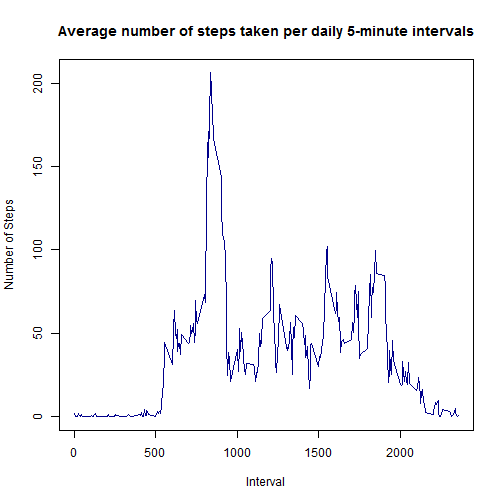 Average number of steps taken per daily 5-minute intervals
Number of Steps
200
150
100
50
0
0 500 1000 1500 2000
Interval